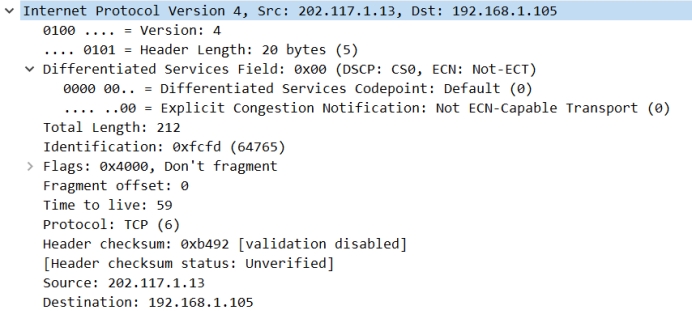 Internet Protocol Version 4, Src: 202.117.1.13, Dst: 192.168.1.105
0100 .... = Version: 4
.... 0101 = Header Length: 20 bytes (5)
Differentiated Services Field: 0x00 (DSCP: CS0, ECN: Not-ECT)
0000 00.. = Differentiated Services Codepoint: Default (0)
.... ..00 = Explicit Congestion Notification: Not ECN-Capable Transport (0)
Total Length: 212
Identification: 0xfcfd (64765)
Flags: 0x4000, Don't fragment
Fragment offset: 0
Time to live: 59
Protocol: TCP (6)
Header checksum: 0xb492 [validation disabled]
[Header checksum status: Unverified]
Source: 202.117.1.13
Destination: 192.168.1.105